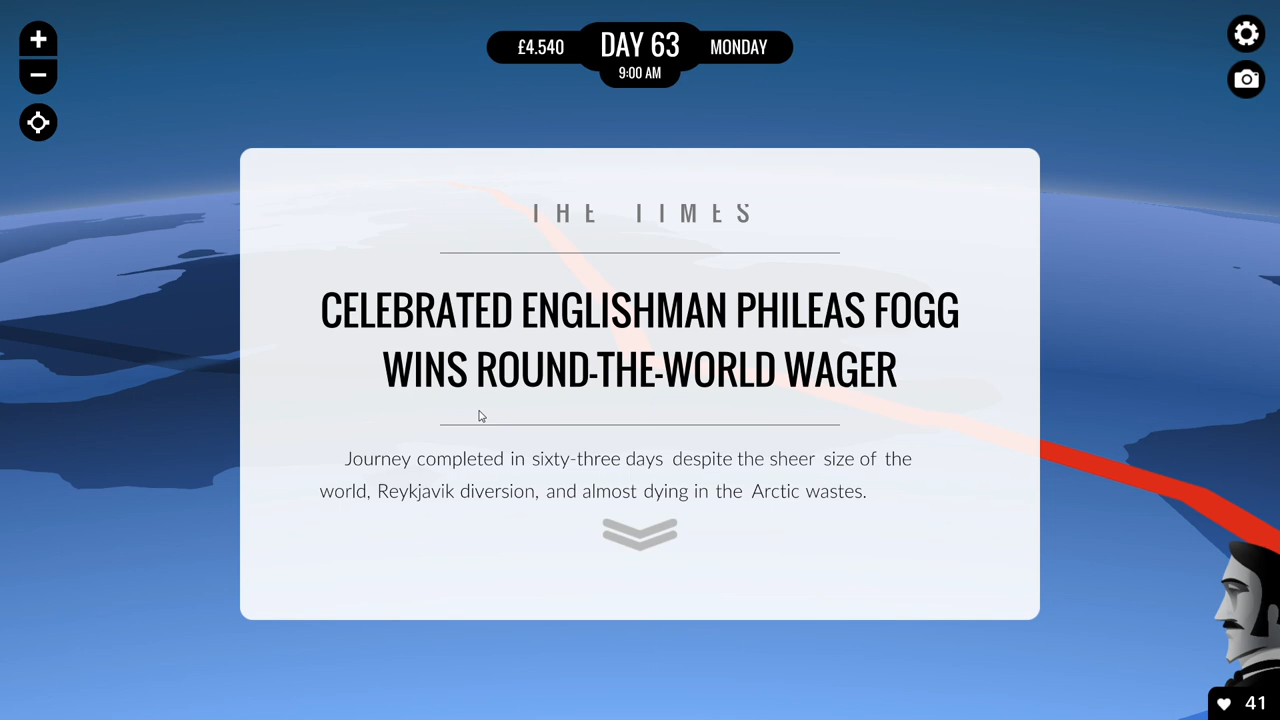 £4.540
DAY 63
MONDAY
9:00 AM
THE TIMES
CELEBRATED ENGLISHMAN PHILEAS FOGG
WINS ROUND-THE-WORLD WAGER
Journey completed in sixty-three days despite the sheer size of the
world, Reykjavik diversion, and almost dying in the Arctic wastes.
41